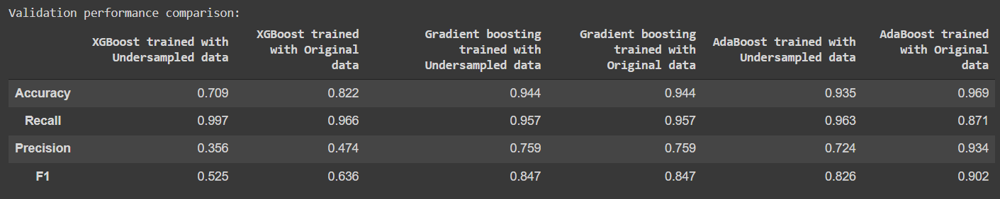 Validation performance comparison:
XGBoost trained with Undersampled data XGBoost trained with Original data Gradient boosting trained with Undersampled data Gradient boosting trained with Original data AdaBoost trained with Undersampled data AdaBoost trained with Original data
Accuracy 0.709 0.822 0.944 0.944 0.935 0.969
Recall 0.997 0.966 0.957 0.957 0.963 0.871
Precision 0.356 0.474 0.759 0.759 0.724 0.934
F1 0.525 0.636 0.847 0.847 0.826 0.902